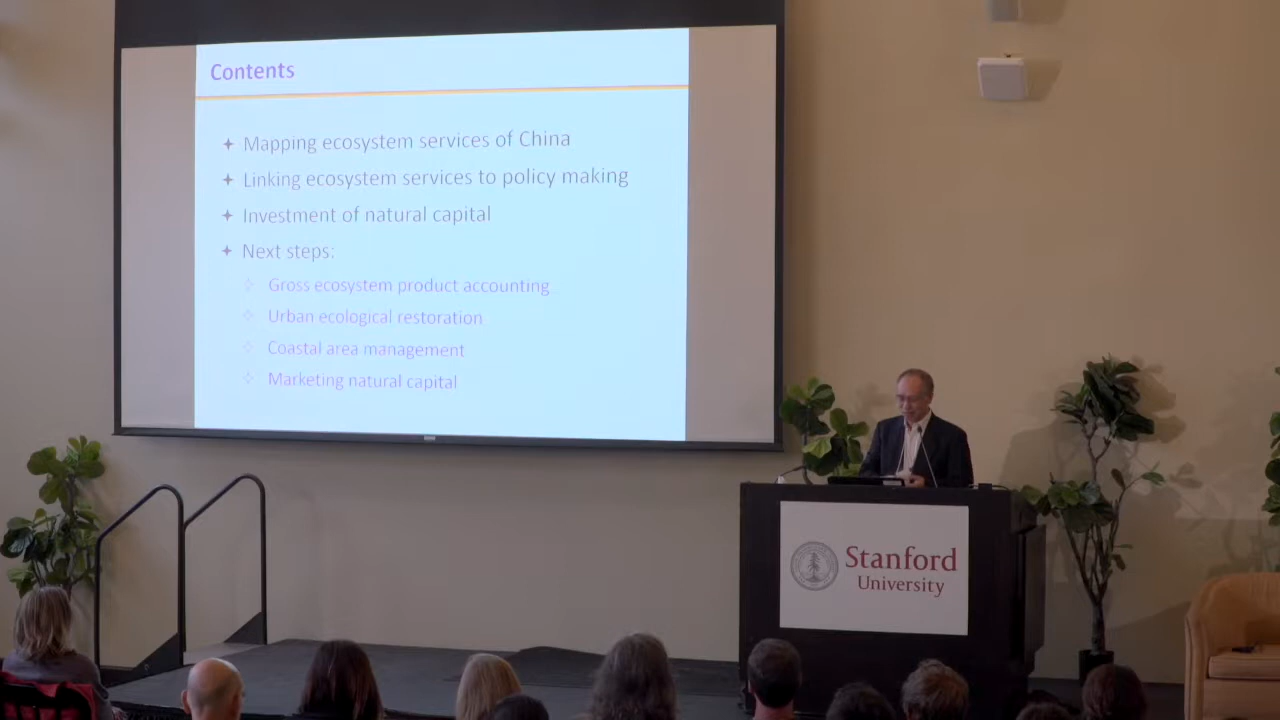 Contents
Mapping ecosystem services of China
Linking ecosystem services to policy making
Investment of natural capital
Next steps:
Gross ecosystem product accounting
Urban ecological restoration
Coastal area management
Marketing natural capital
Stanford
University